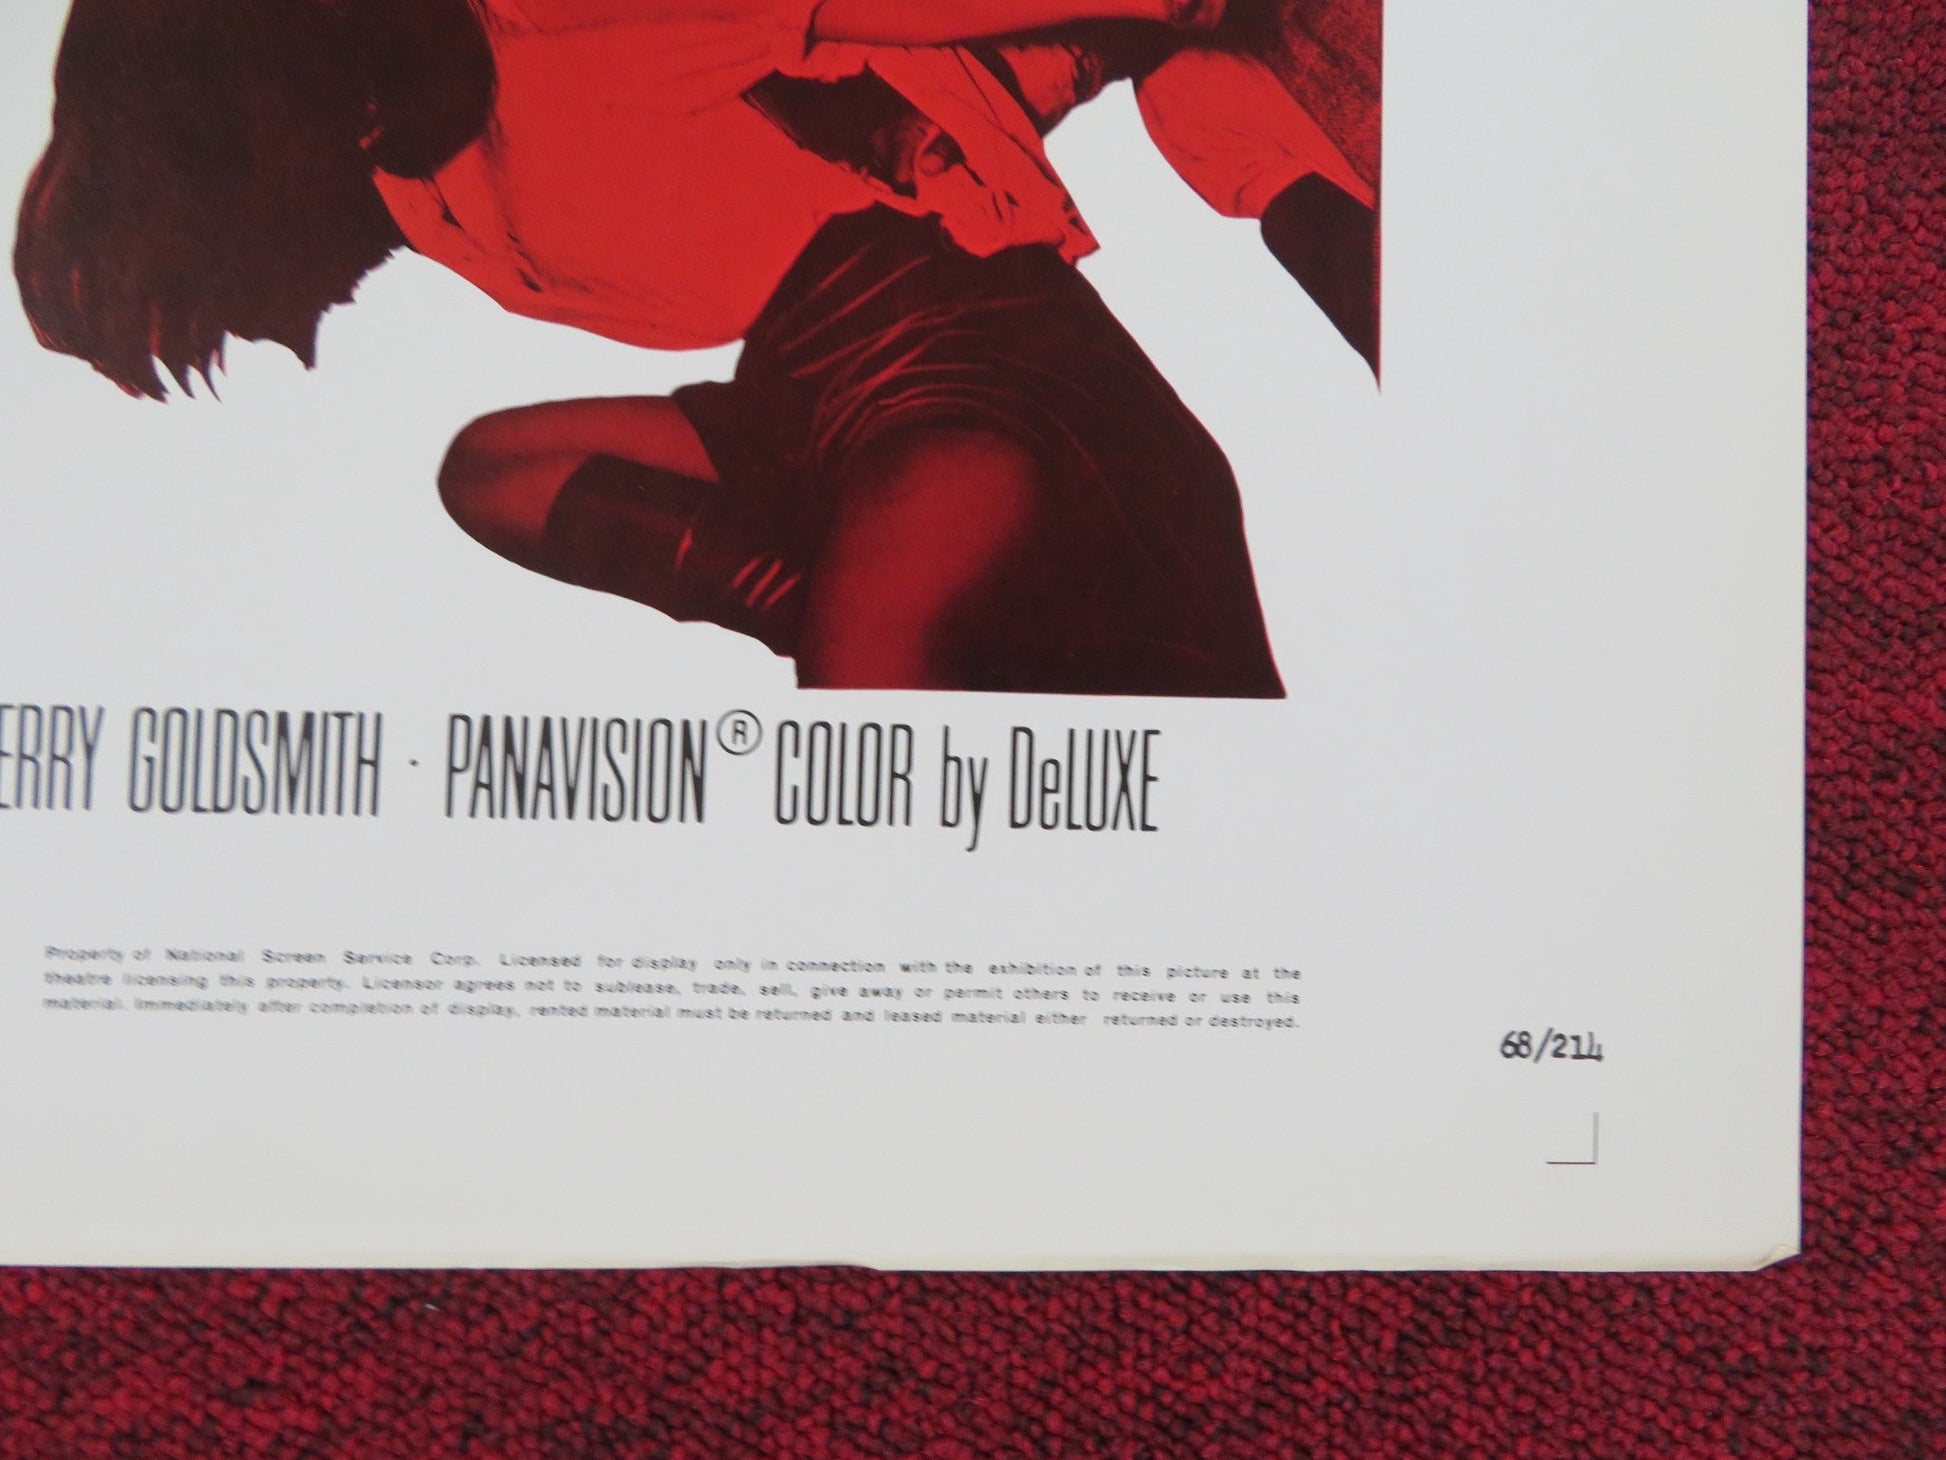 ERRY GOLDSMITH · PANAVISION® COLOR by DeLUXE
Property of National Screen Service Corp. Licensed for display only in connection with the exhibition of this picture at the
theatre licensing this property. Licensor agrees not to sublease, trade, sell, give away or permit others to receive or use this
material. Immediately after completion of display, rented material must be returned and leased material either returned or destroyed.
68/214